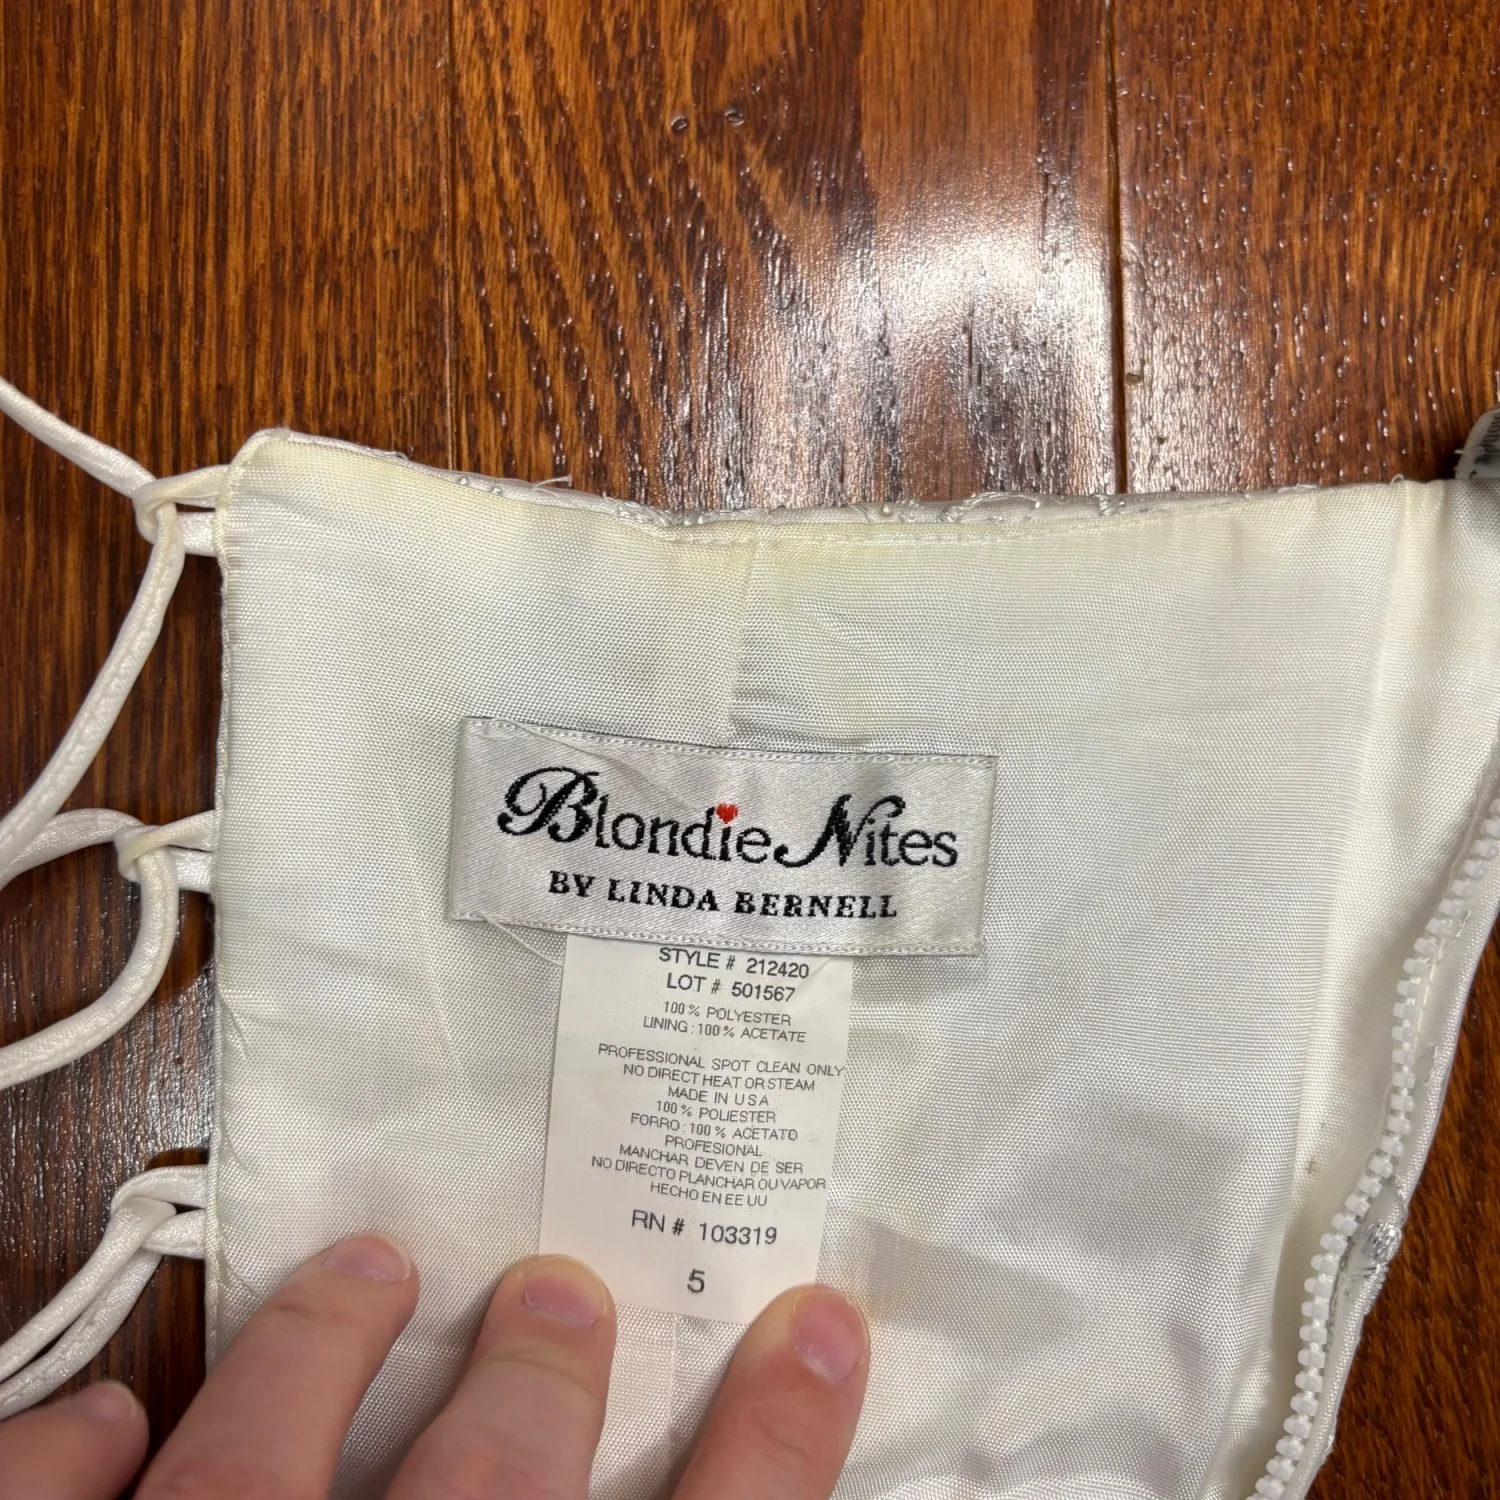 Blondie Nites
BY LINDA BERNELL
STYLE # 212420
LOT # 501567
100% POLYESTER
LINING : 100% ACETATE
PROFESSIONAL SPOT CLEAN ONLY
NO DIRECT HEAT OR STEAM
MADE IN U S A
100% POLIESTER
FORRO : 100% ACETATO
PROFESIONAL
MANCHAR DEVEN DE SER
NO DIRECTO PLANCHAR OU VAPOR
HECHO EN EE UU
RN # 103319
5